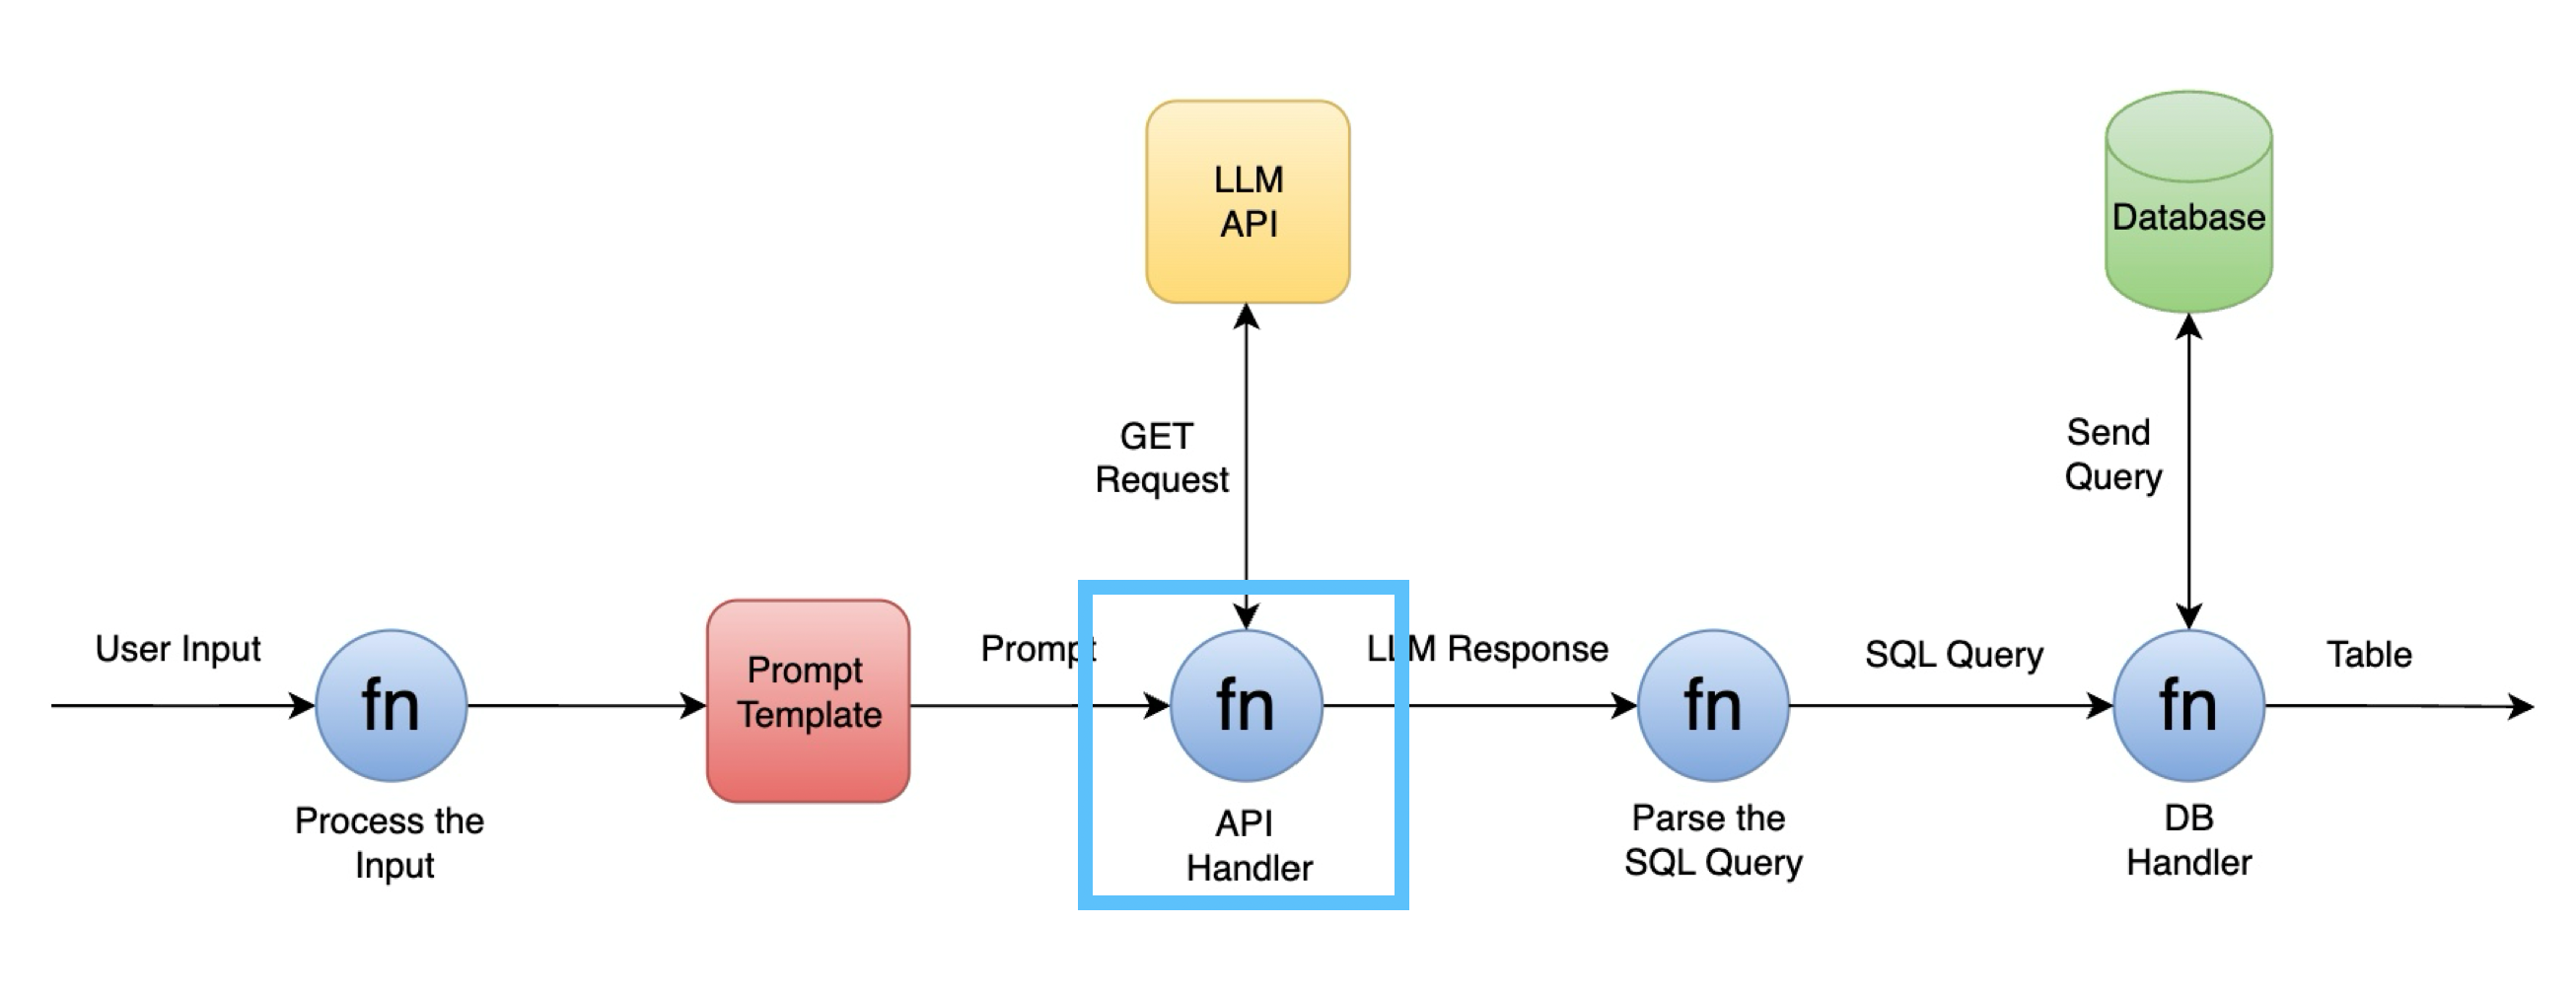 LLM
API
Database
GET
Request
Send
Query
User Input
fn
Process the
Input
Prompt
Template
Prompt
fn
API
Handler
LLM Response
fn
Parse the
SQL Query
SQL Query
fn
DB
Handler
Table